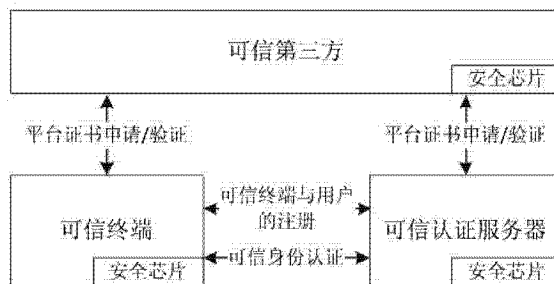 可信第三方
安全芯片
平台证书申请/验证
平台证书申请/验证
可信终端与用户
的注册
可信终端
可信认证服务器
可信身份认证
安全芯片
安全芯片